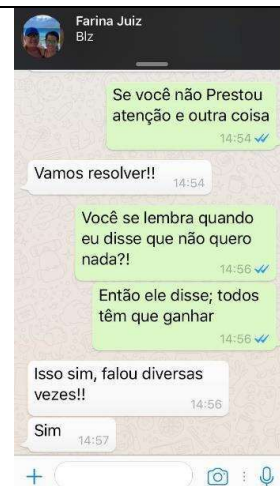 Farina Juiz
Blz
Se você não Prestou
atenção e outra coisa
14:54
Vamos resolver!!
14:54
Você se lembra quando
eu disse que não quero
nada?!
14:56
Então ele disse; todos
têm que ganhar
14:56
Isso sim, falou diversas
vezes!!
14:56
Sim
14:57